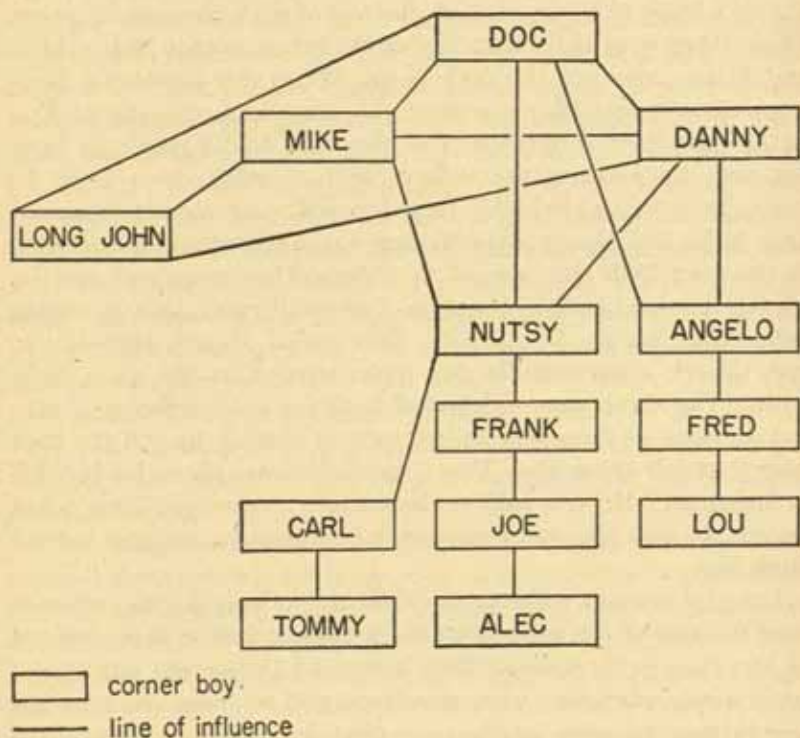 DOC
MIKE
DANNY
LONG JOHN
NUTSY
ANGELO
FRANK
FRED
CARL
JOE
LOU
TOMMY
ALEC
corner boy
line of influence